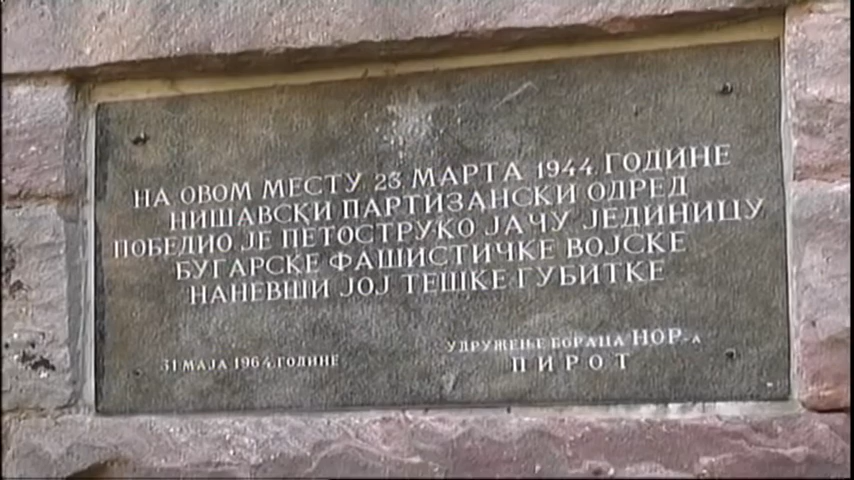 НА ОВОМ МЕСТУ 23 МАРТА 1944. ГОДИНЕ
НИШАВСКИ ПАРТИЗАНСКИ ОДРЕД
ПОБЕДИО ЈЕ ПЕТОСТРУКО ЈАЧУ ЈЕДИНИЦУ
БУГАРСКЕ ФАШИСТИЧКЕ ВОЈСКЕ
НАНЕВШИ ЈОЈ ТЕШКЕ ГУБИТКЕ
УДРУЖЕЊЕ БОРАЦА НОР-а
31 МАЈА 1964. ГОДИНЕ
ПИРОТ